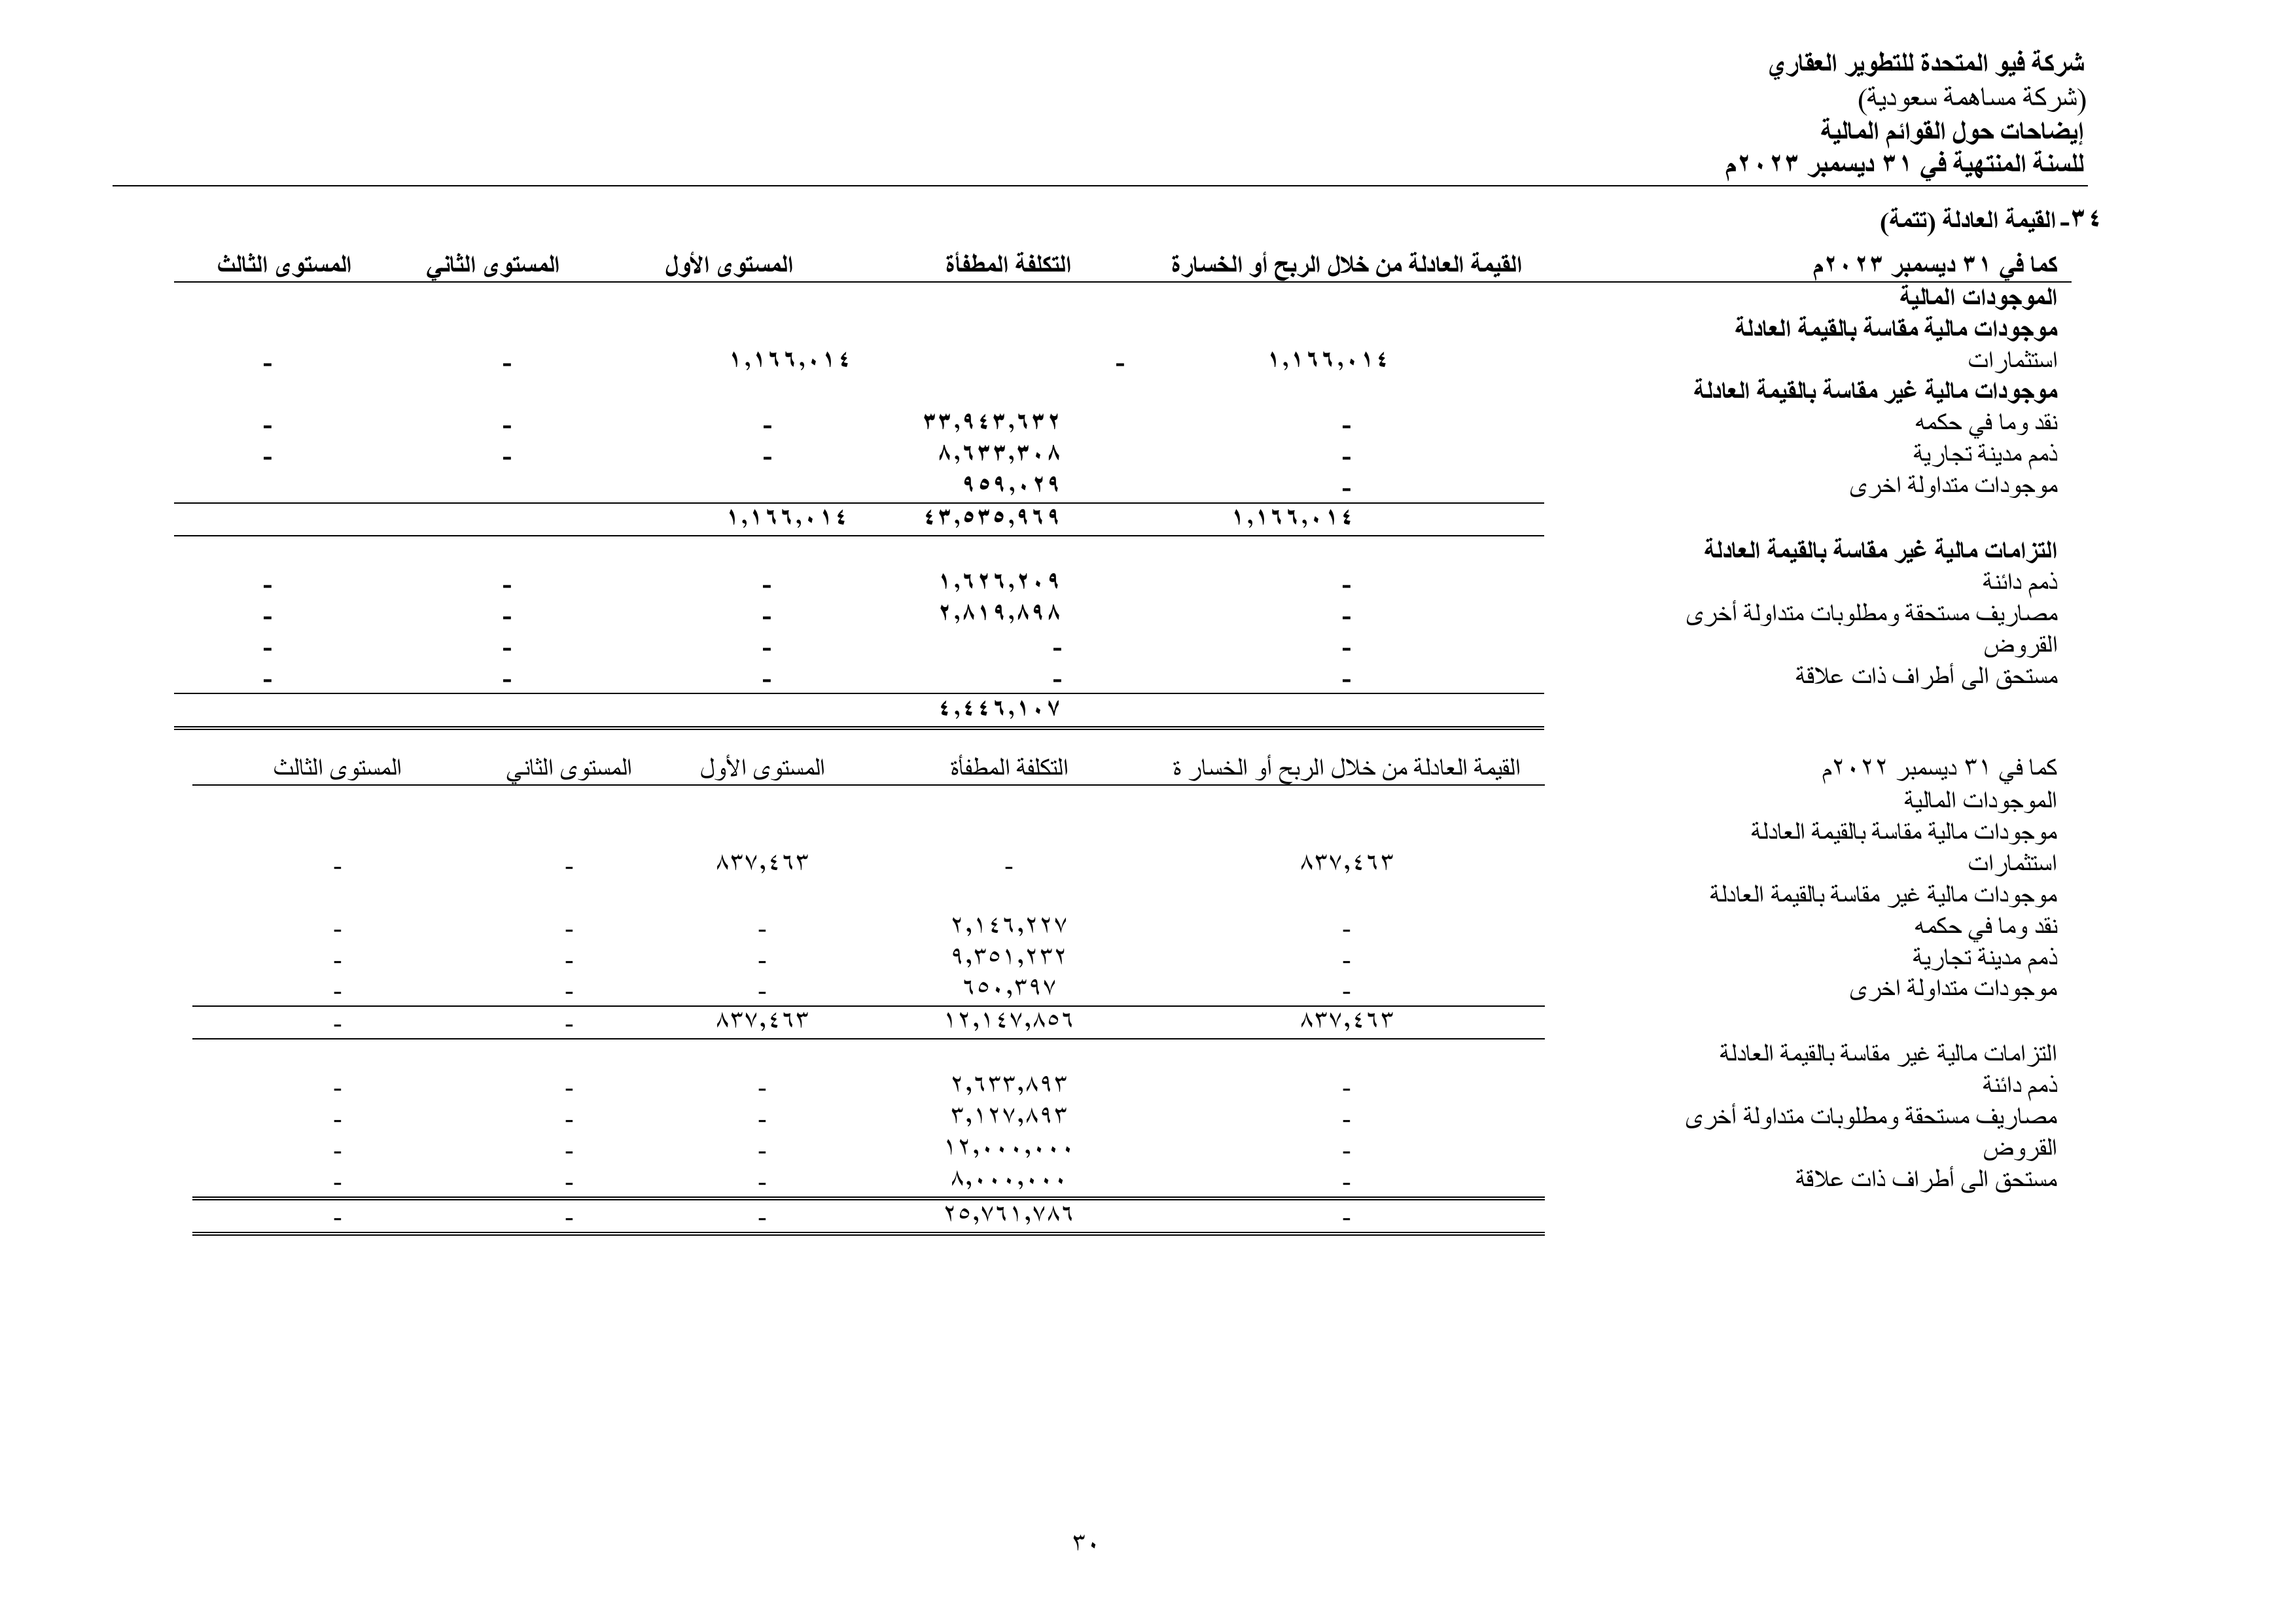 شركة فيو المتحدة للتطوير العقاري
(شركة مساهمة سعودية)
إيضاحات حول القوائم المالية
للسنة المنتهية في ٣١ ديسمبر ٢٠٢٣م
٣٤- القيمة العادلة (تتمة)
كما في ٣١ ديسمبر ٢٠٢٣م القيمة العادلة من خلال الربح أو الخسارة التكلفة المطفأة المستوى الأول المستوى الثاني المستوى الثالث
الموجودات المالية
موجودات مالية مقاسة بالقيمة العادلة
استثمارات ١,١٦٦,٠١٤ - ١,١٦٦,٠١٤ - -
موجودات مالية غير مقاسة بالقيمة العادلة
نقد وما في حكمه - ٣٣,٩٤٣,٦٣٢ - - -
ذمم مدينة تجارية - ٨,٦٣٣,٣٠٨ - - -
موجودات متداولة اخرى - ٩٥٩,٠٢٩
١,١٦٦,٠١٤ ٤٣,٥٣٥,٩٦٩ ١,١٦٦,٠١٤
التزامات مالية غير مقاسة بالقيمة العادلة
ذمم دائنة - ١,٦٢٦,٢٠٩ - - -
مصاريف مستحقة ومطلوبات متداولة أخرى - ٢,٨١٩,٨٩٨ - - -
القروض - - - - -
مستحق الى أطراف ذات علاقة - - - - -
٤,٤٤٦,١٠٧
كما في ٣١ ديسمبر ٢٠٢٢م القيمة العادلة من خلال الربح أو الخسار ة التكلفة المطفأة المستوى الأول المستوى الثاني المستوى الثالث
الموجودات المالية
موجودات مالية مقاسة بالقيمة العادلة
استثمارات ٨٣٧,٤٦٣ - ٨٣٧,٤٦٣ - -
موجودات مالية غير مقاسة بالقيمة العادلة
نقد وما في حكمه - ٢,١٤٦,٢٢٧ - - -
ذمم مدينة تجارية - ٩,٣٥١,٢٣٢ - - -
موجودات متداولة اخرى - ٦٥٠,٣٩٧ - - -
٨٣٧,٤٦٣ ١٢,١٤٧,٨٥٦ ٨٣٧,٤٦٣ - -
التزامات مالية غير مقاسة بالقيمة العادلة
ذمم دائنة - ٢,٦٣٣,٨٩٣ - - -
مصاريف مستحقة ومطلوبات متداولة أخرى - ٣,١٢٧,٨٩٣ - - -
القروض - ١٢,٠٠٠,٠٠٠ - - -
مستحق الى أطراف ذات علاقة - ٨,٠٠٠,٠٠٠ - - -
- ٢٥,٧٦١,٧٨٦ - - -
٣٠